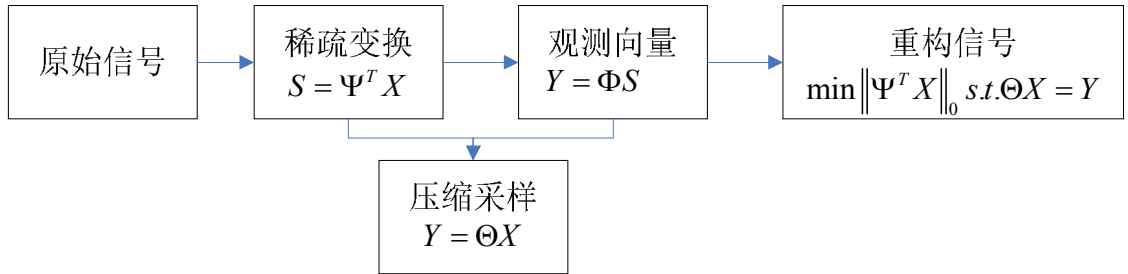 原始信号
稀疏变换
S = Ψ^T X
观测向量
Y = ΦS
重构信号
min‖Ψ^T X‖₀ s.t.ΘX = Y
压缩采样
Y = ΘX